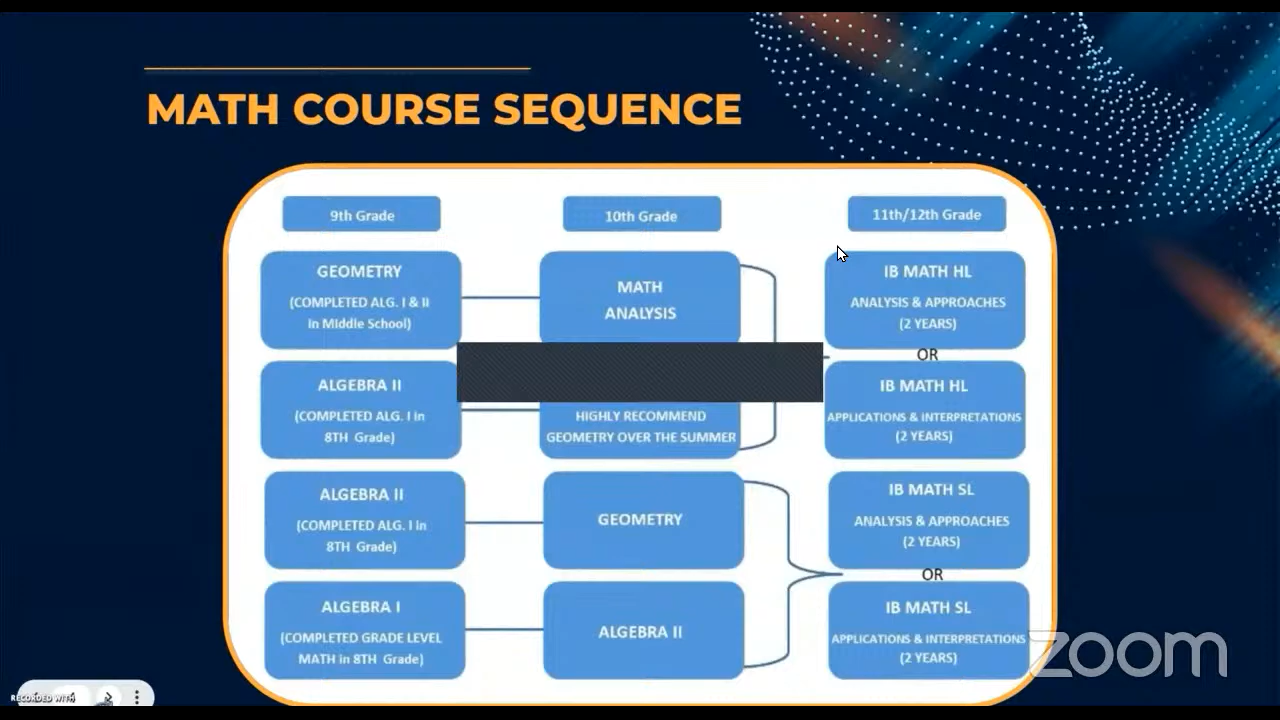 MATH COURSE SEQUENCE
9th Grade
10th Grade
11th/12th Grade
GEOMETRY
(COMPLETED ALG. I & II
in Middle School)
MATH
ANALYSIS
IB MATH HL
ANALYSIS & APPROACHES
(2 YEARS)
OR
ALGEBRA II
(COMPLETED ALG. I in
8TH Grade)
HIGHLY RECOMMEND
GEOMETRY OVER THE SUMMER
IB MATH HL
APPLICATIONS & INTERPRETATIONS
(2 YEARS)
ALGEBRA II
(COMPLETED ALG. I in
8TH Grade)
GEOMETRY
IB MATH SL
ANALYSIS & APPROACHES
(2 YEARS)
OR
ALGEBRA I
(COMPLETED GRADE LEVEL
MATH in 8TH Grade)
ALGEBRA II
IB MATH SL
APPLICATIONS & INTERPRETATIONS
(2 YEARS)
RECORDED WITH
zoom